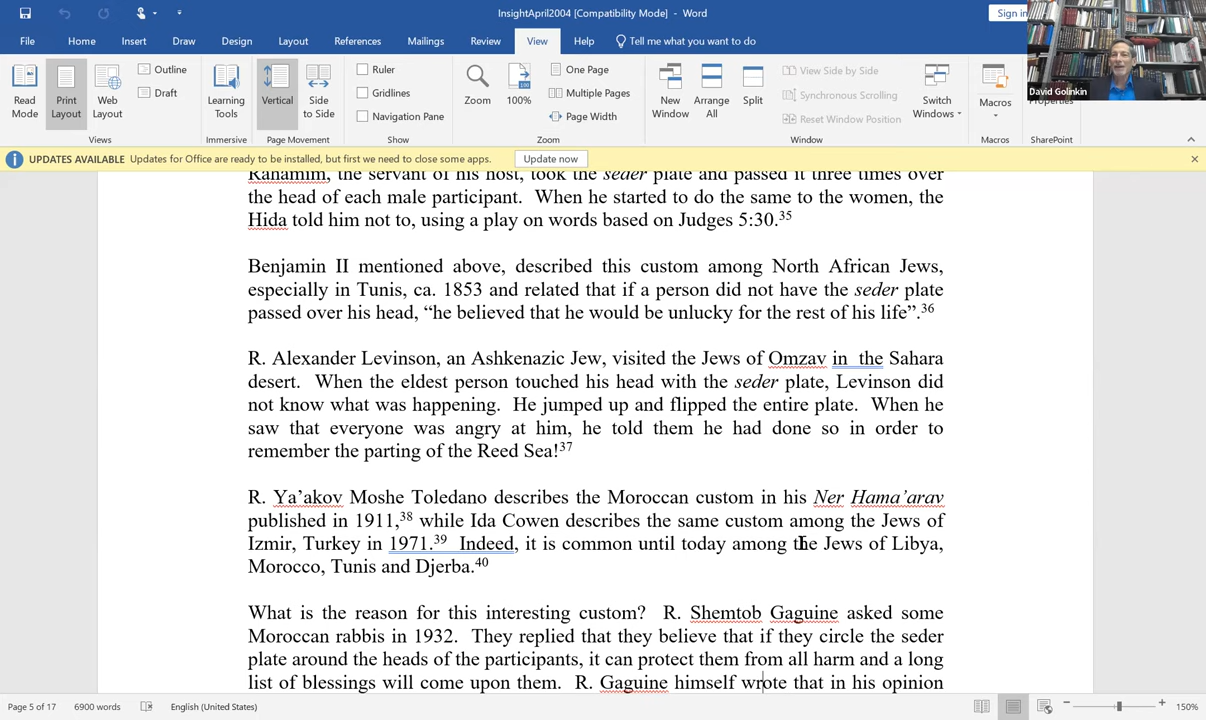 InsightApril2004 [Compatibility Mode] - Word
Sign in
File Home Insert Draw Design Layout References Mailings Review View Help Tell me what you want to do
David Golinkin
Read Mode
Print Layout
Web Layout
Outline
Draft
Views
Learning Tools
Immersive
Vertical
Side to Side
Page Movement
Ruler
Gridlines
Navigation Pane
Show
Zoom
100%
One Page
Multiple Pages
Page Width
Zoom
New Window
Arrange All
Split
View Side by Side
Synchronous Scrolling
Reset Window Position
Switch Windows
Window
Macros
Macros
Properties
SharePoint
UPDATES AVAILABLE Updates for Office are ready to be installed, but first we need to close some apps. Update now
Rahamim, the servant of his host, took the seder plate and passed it three times over
the head of each male participant. When he started to do the same to the women, the
Hida told him not to, using a play on words based on Judges 5:30.35
Benjamin II mentioned above, described this custom among North African Jews,
especially in Tunis, ca. 1853 and related that if a person did not have the seder plate
passed over his head, “he believed that he would be unlucky for the rest of his life”.36
R. Alexander Levinson, an Ashkenazic Jew, visited the Jews of Omzav in the Sahara
desert. When the eldest person touched his head with the seder plate, Levinson did
not know what was happening. He jumped up and flipped the entire plate. When he
saw that everyone was angry at him, he told them he had done so in order to
remember the parting of the Reed Sea!37
R. Ya’akov Moshe Toledano describes the Moroccan custom in his Ner Hama’arav
published in 1911,38 while Ida Cowen describes the same custom among the Jews of
Izmir, Turkey in 1971.39 Indeed, it is common until today among the Jews of Libya,
Morocco, Tunis and Djerba.40
What is the reason for this interesting custom? R. Shemtob Gaguine asked some
Moroccan rabbis in 1932. They replied that they believe that if they circle the seder
plate around the heads of the participants, it can protect them from all harm and a long
list of blessings will come upon them. R. Gaguine himself wrote that in his opinion
Page 5 of 17 6900 words English (United States) 150%